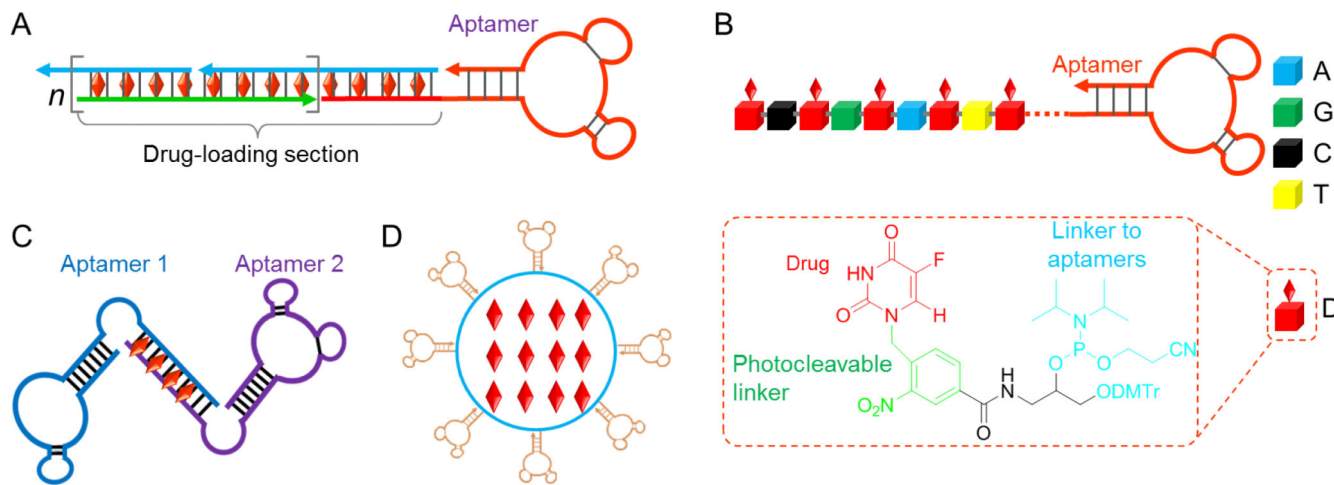 A
Aptamer
n
Drug-loading section
B
Aptamer
A
G
C
T
C
Aptamer 1
Aptamer 2
D
Drug
O
F
HN
O
N
H
Photocleavable
linker
O₂N
O
H
N
Linker to
aptamers
N
P
O
O
CN
ODMTr
D